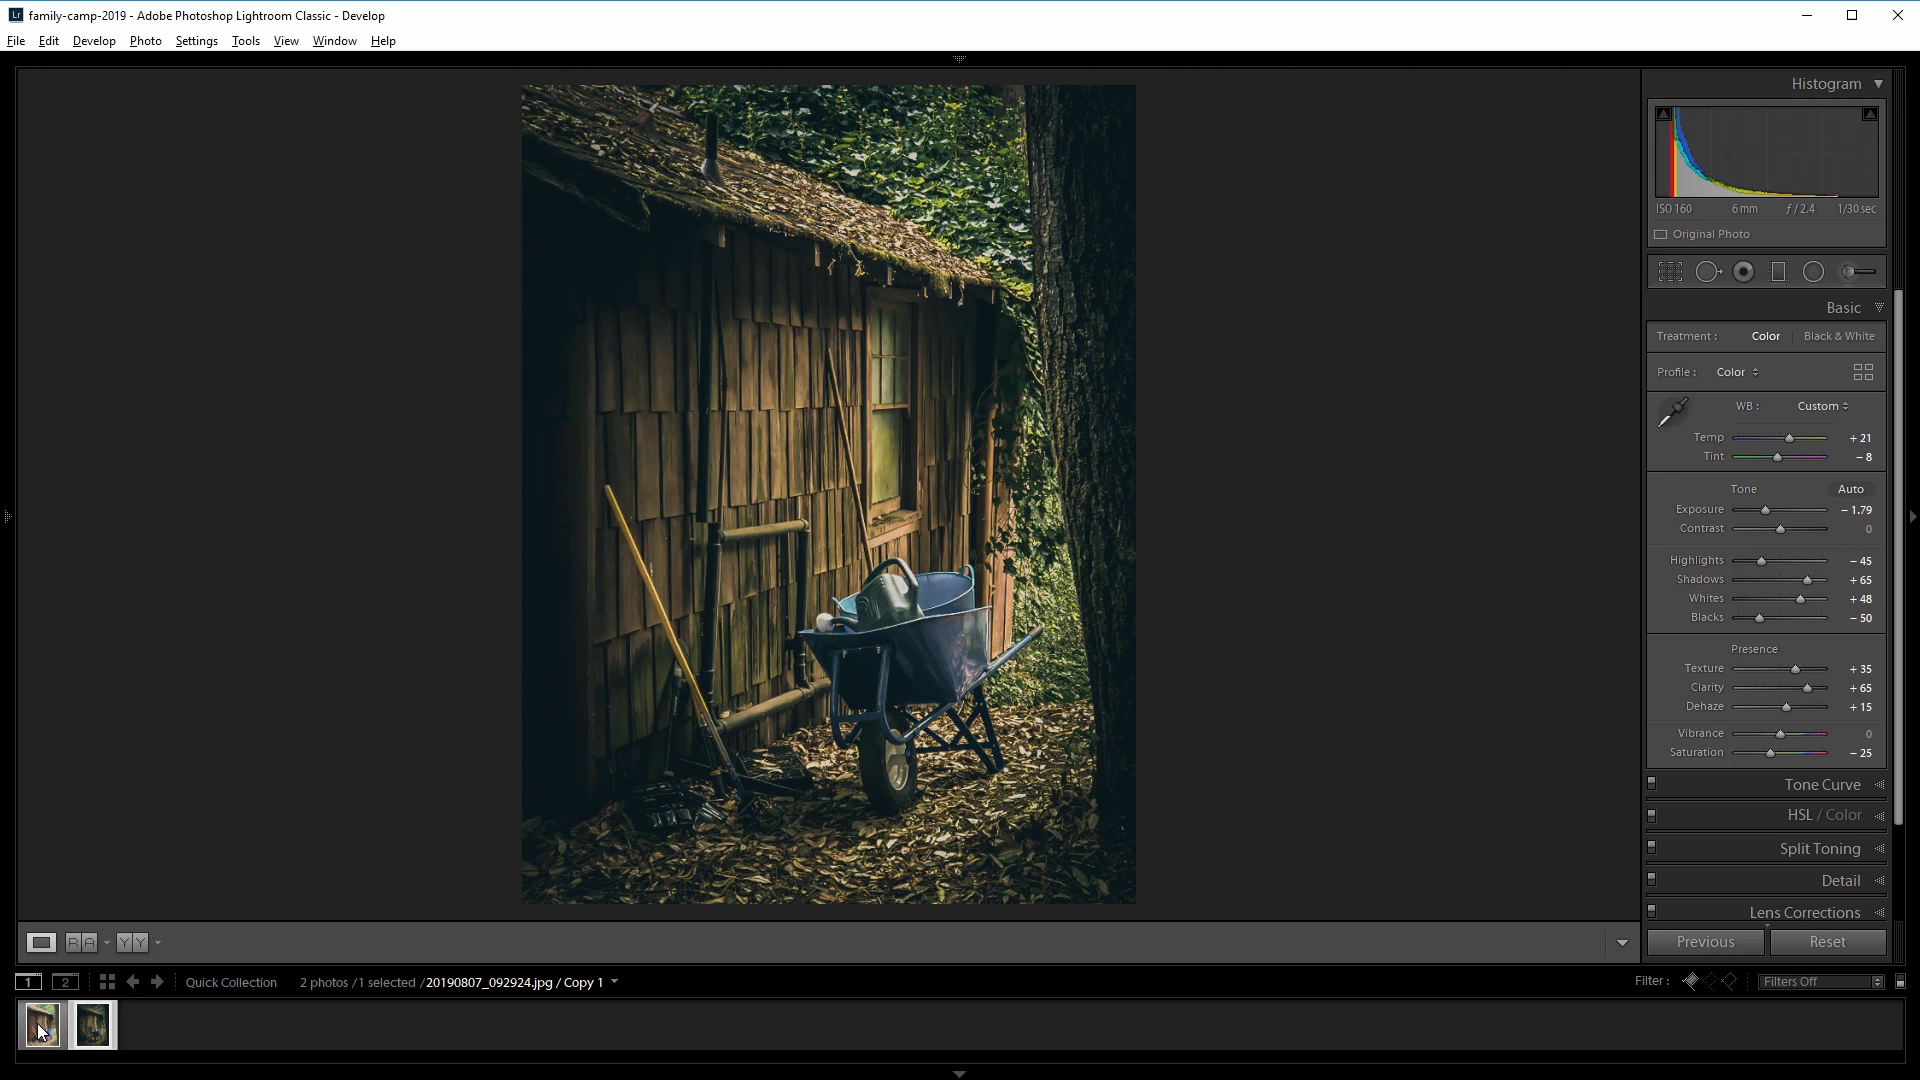 Lr family-camp-2019 - Adobe Photoshop Lightroom Classic - Develop
File Edit Develop Photo Settings Tools View Window Help
Histogram
ISO 160 6 mm ƒ / 2.4 1/30 sec
Original Photo
Basic
Treatment : Color Black & White
Profile : Color
WB : Custom
Temp + 21
Tint – 8
Tone Auto
Exposure – 1.79
Contrast 0
Highlights – 45
Shadows + 65
Whites + 48
Blacks – 50
Presence
Texture + 35
Clarity + 65
Dehaze + 15
Vibrance 0
Saturation – 25
Tone Curve
HSL / Color
Split Toning
Detail
Lens Corrections
R A Y Y Previous Reset
1 2 Quick Collection 2 photos / 1 selected / 20190807_092924.jpg / Copy 1 Filter : Filters Off